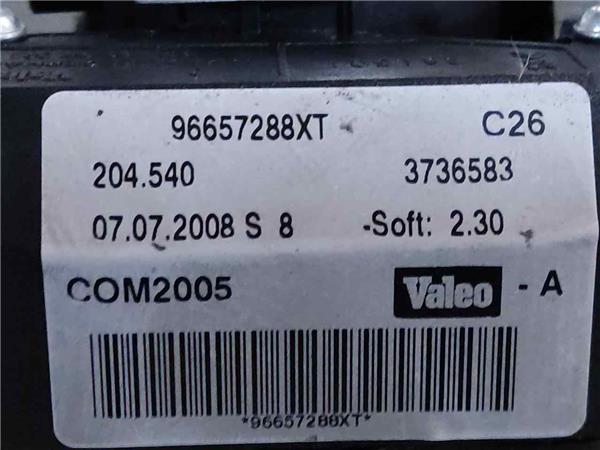 96657288XT C26
204.540 3736583
07.07.2008 S 8 -Soft: 2.30
COM2005 Valeo - A
*96657288XT*